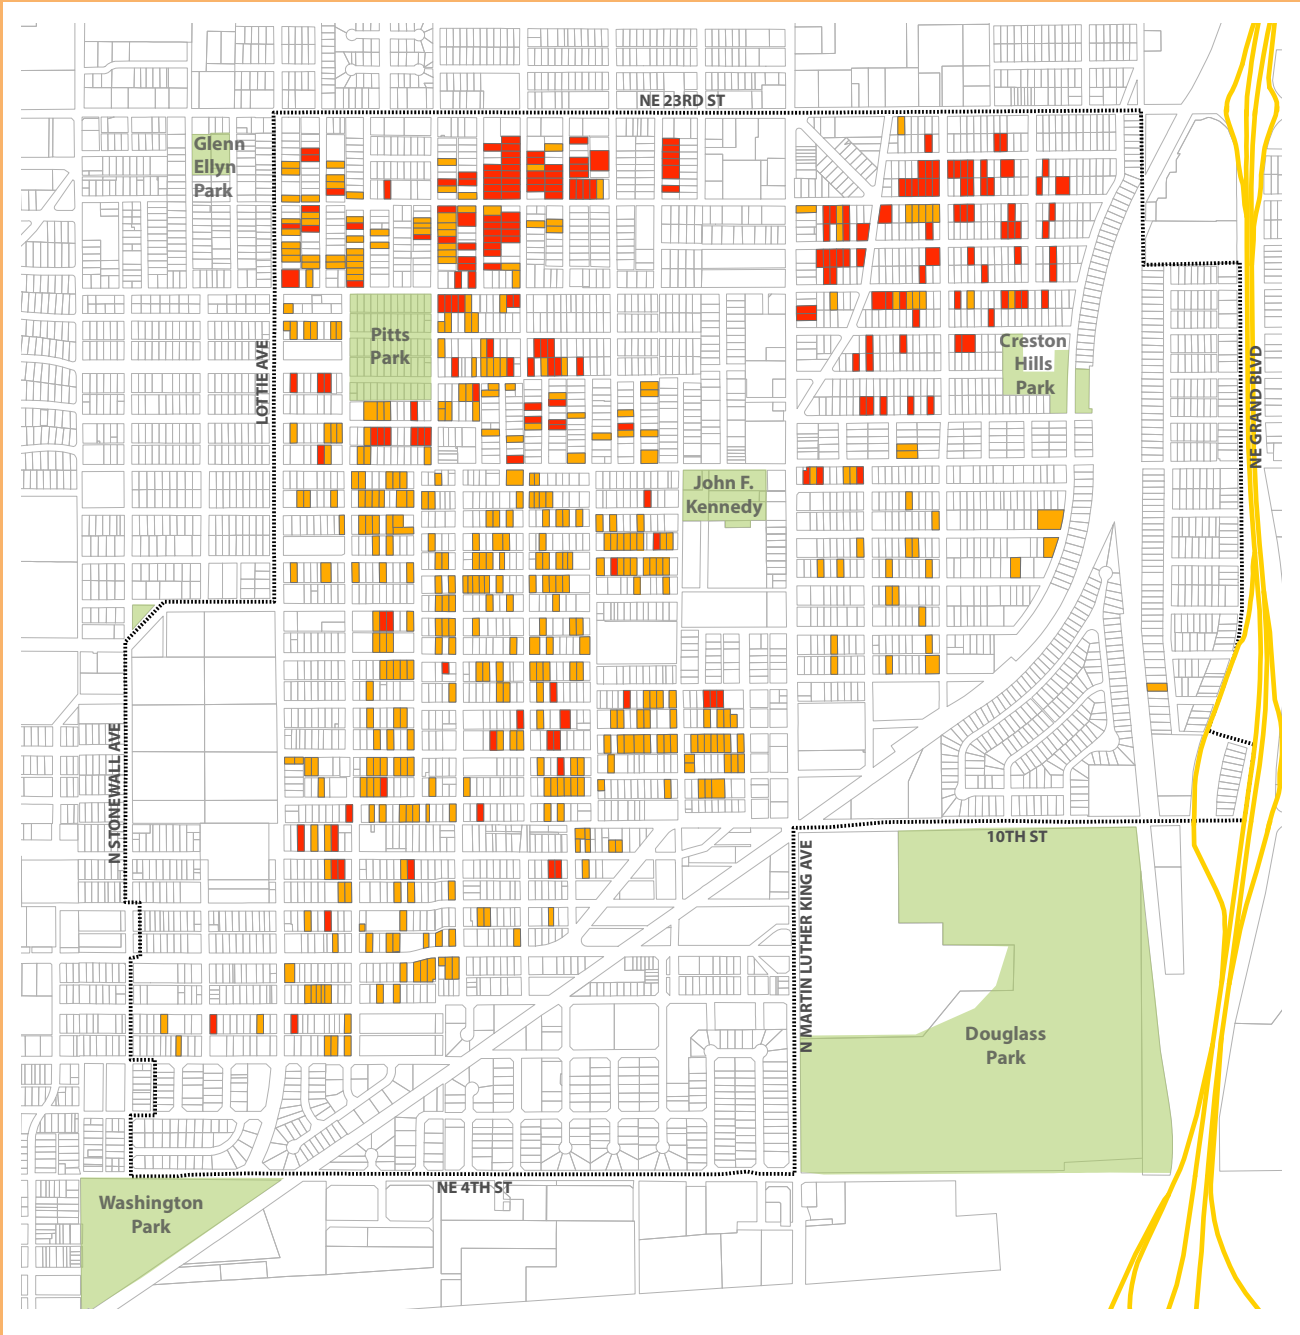 NE 23RD ST
Glenn
Ellyn
Park
Pitts
Park
LOTTIE AVE
Creston
Hills
Park
NE GRAND BLVD
John F.
Kennedy
N STONEWALL AVE
10TH ST
N MARTIN LUTHER KING AVE
Douglass
Park
NE 4TH ST
Washington
Park